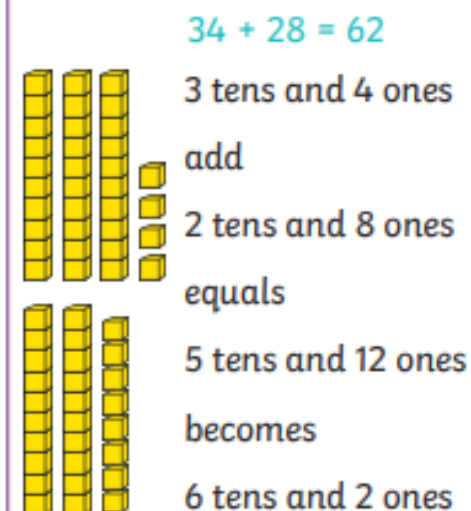 34 + 28 = 62
3 tens and 4 ones
add
2 tens and 8 ones
equals
5 tens and 12 ones
becomes
6 tens and 2 ones